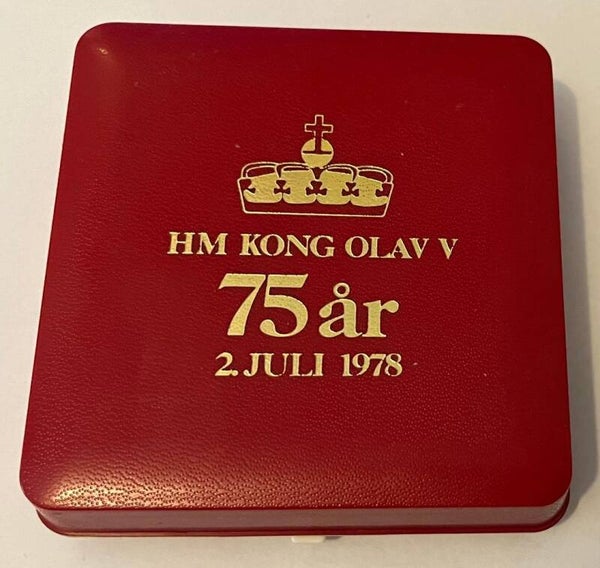 HM KONG OLAV V
75 år
2. JULI 1978